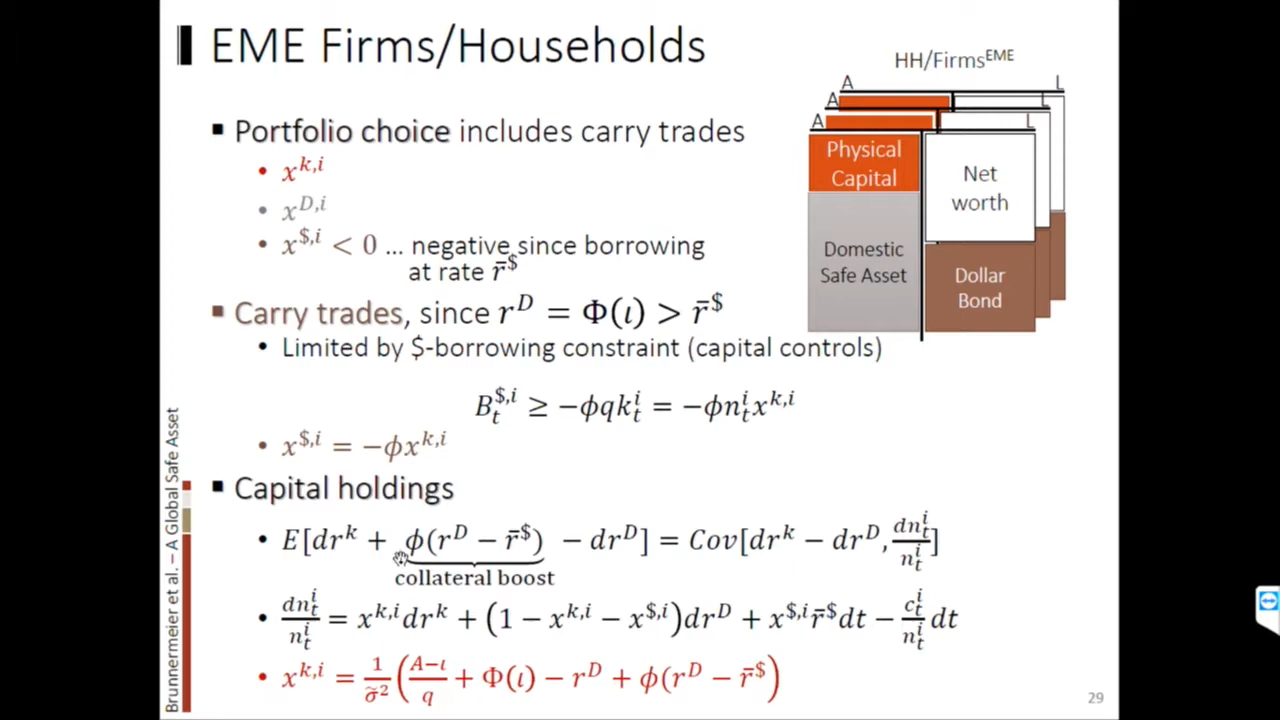 EME Firms/Households
HH/Firms^EME
A L
A L
A L
Physical
Capital
Net
worth
Domestic
Safe Asset
Dollar
Bond
▪ Portfolio choice includes carry trades
• x^{k,i}
• x^{D,i}
• x^{$,i} < 0 … negative since borrowing
at rate r̄^$
▪ Carry trades, since r^D = Φ(ι) > r̄^$
• Limited by $-borrowing constraint (capital controls)
B_t^{$,i} ≥ −ϕqk_t^i = −ϕn_t^i x^{k,i}
• x^{$,i} = −ϕx^{k,i}
▪ Capital holdings
• E[dr^k + ϕ(r^D − r̄^$) − dr^D] = Cov[dr^k − dr^D, dn_t^i/n_t^i]
collateral boost
• dn_t^i/n_t^i = x^{k,i}dr^k + (1 − x^{k,i} − x^{$,i})dr^D + x^{$,i}r̄^$dt − c_t^i/n_t^i dt
• x^{k,i} = 1/σ̃² (A−ι/q + Φ(ι) − r^D + ϕ(r^D − r̄^$))
Brunnermeier et al. – A Global Safe Asset
29